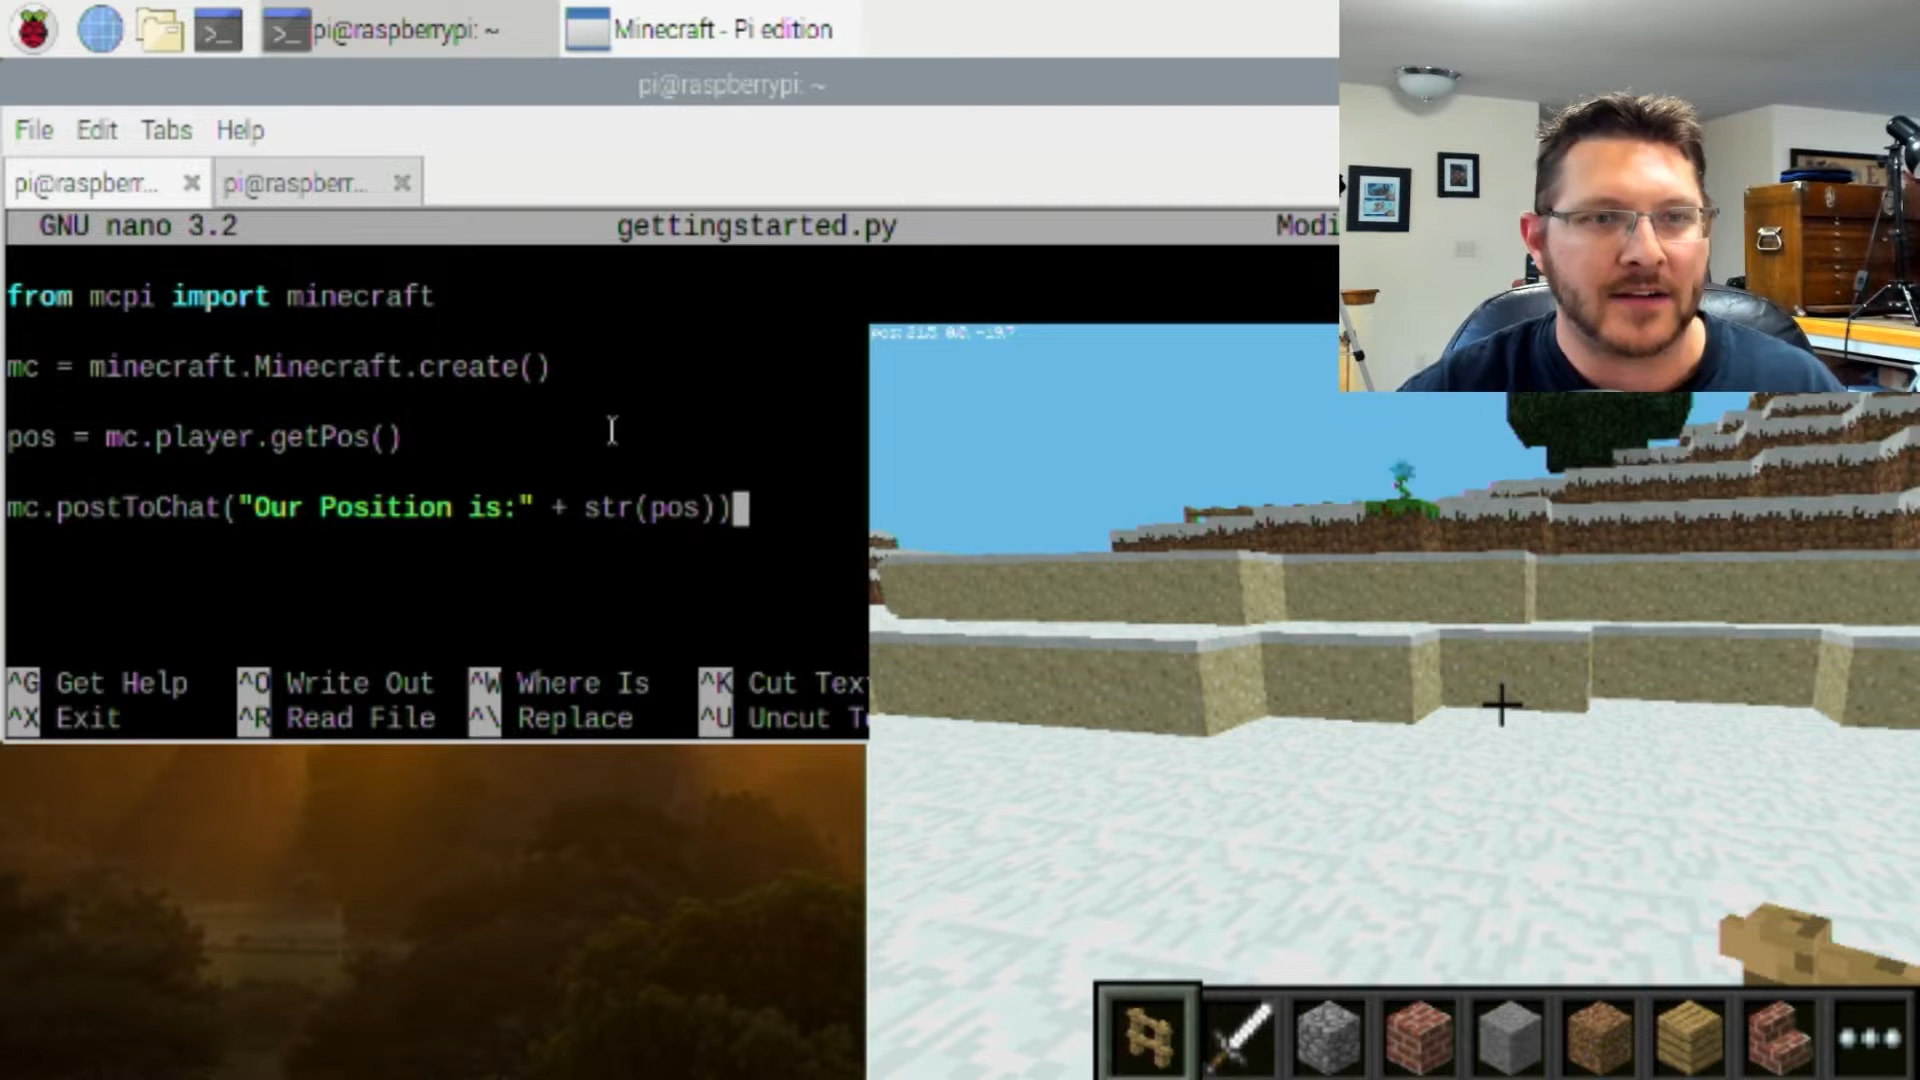 pi@raspberrypi: ~
Minecraft - Pi edition
pi@raspberrypi: ~
File Edit Tabs Help
pi@raspberr...
pi@raspberr...
GNU nano 3.2
gettingstarted.py
Modi
from mcpi import minecraft
mc = minecraft.Minecraft.create()
pos = mc.player.getPos()
mc.postToChat("Our Position is:" + str(pos))
^G Get Help ^O Write Out ^W Where Is ^K Cut Tex
^X Exit ^R Read File ^\ Replace ^U Uncut T